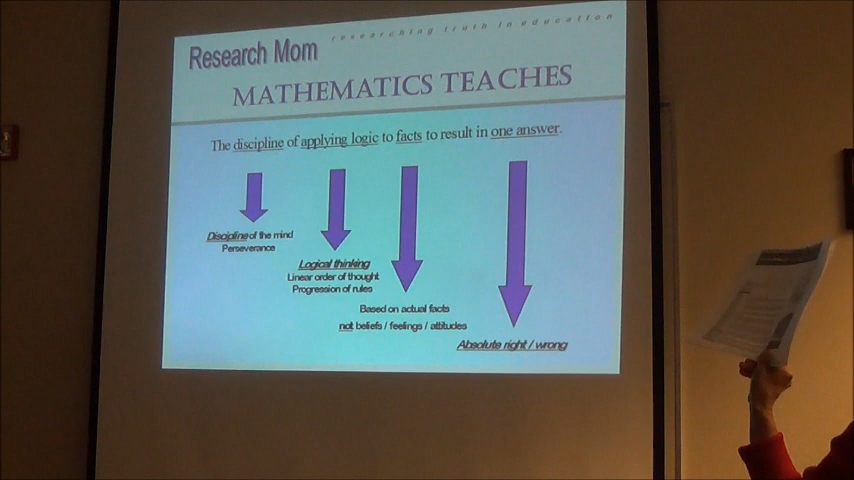 researching truth in education
Research Mom
MATHEMATICS TEACHES
The discipline of applying logic to facts to result in one answer.
Discipline of the mind
Perseverance
Logical thinking
Linear order of thought
Progression of rules
Based on actual facts
not beliefs / feelings / attitudes
Absolute right / wrong